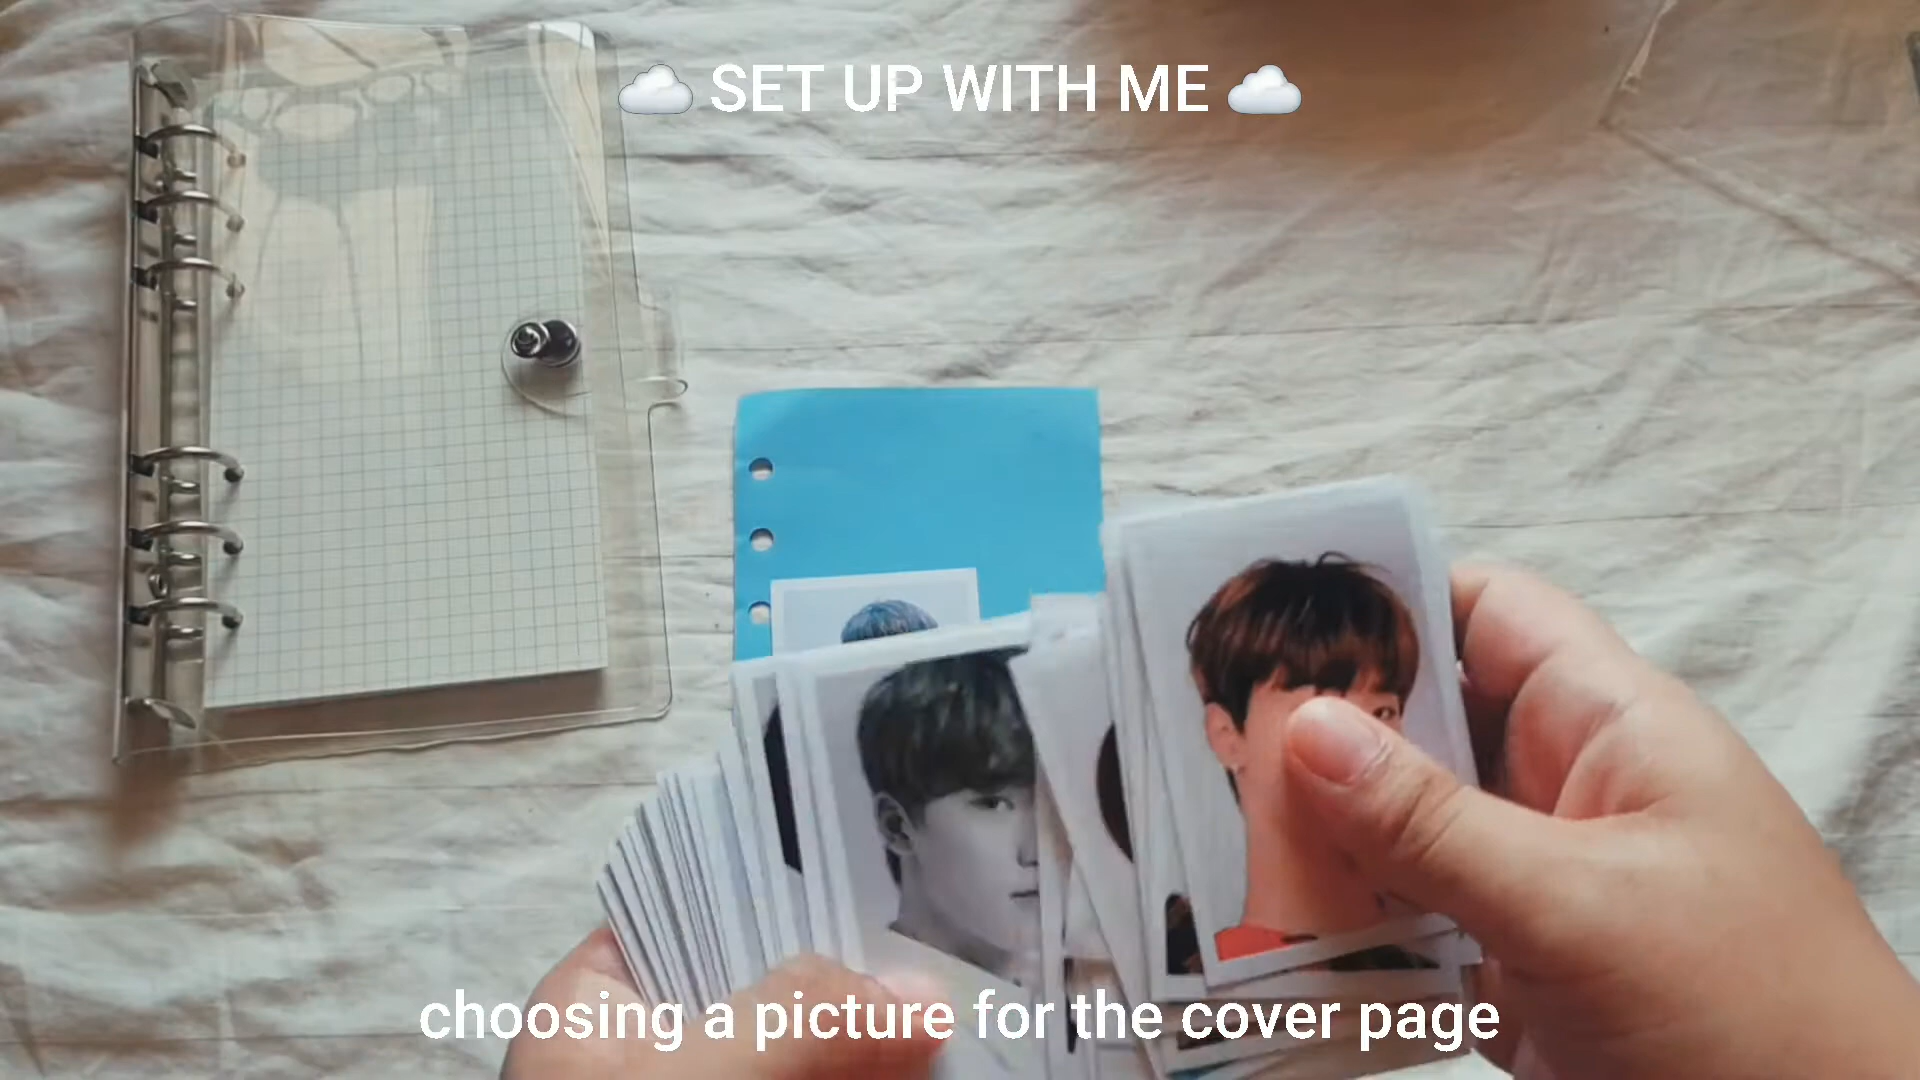 ☁️ SET UP WITH ME ☁️
choosing a picture for the cover page